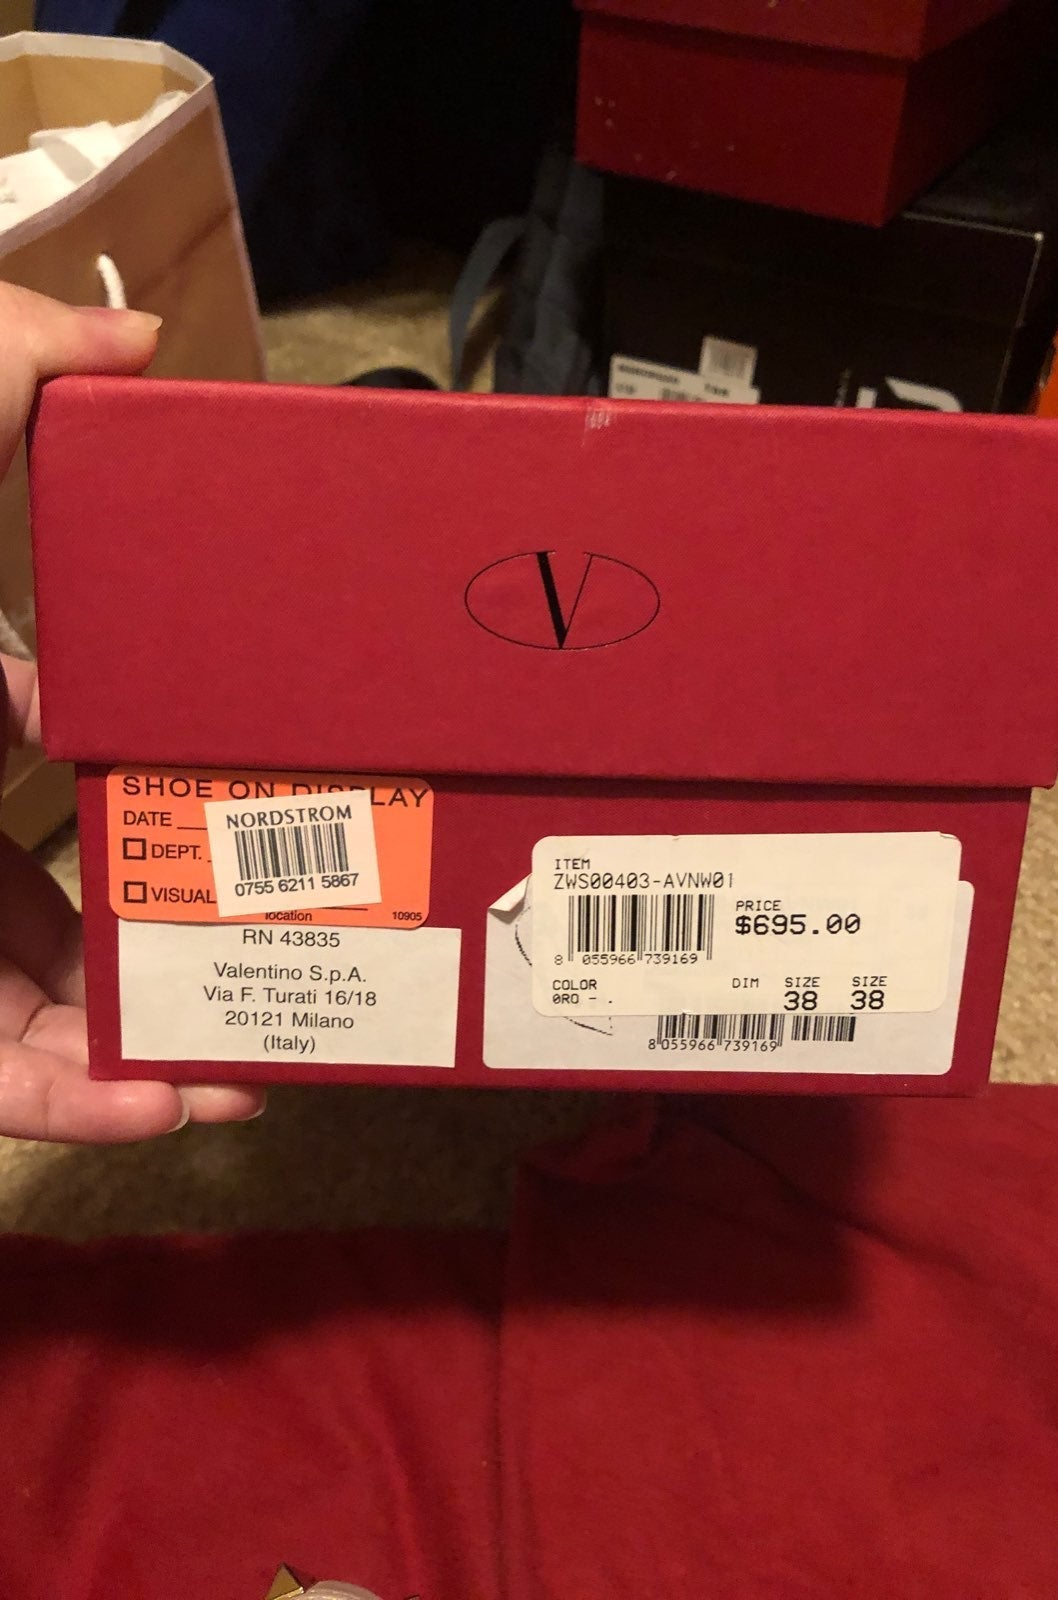 V
SHOE ON DISPLAY
DATE
DEPT.
VISUAL
location
10905
NORDSTROM
0755 6211 5867
RN 43835
Valentino S.p.A.
Via F. Turati 16/18
20121 Milano
(Italy)
ITEM
ZWS00403-AVNW01
PRICE
$695.00
8 055966 739169
COLOR
0RO - .
DIM SIZE SIZE
38 38
8 055966 739169